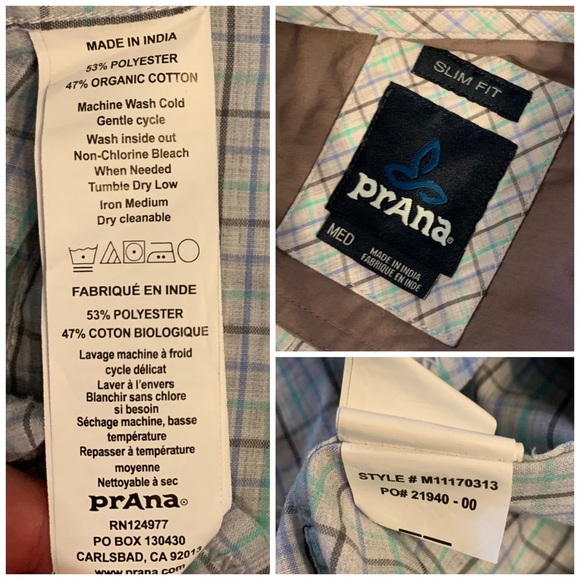 MADE IN INDIA
53% POLYESTER
47% ORGANIC COTTON
Machine Wash Cold
Gentle cycle
Wash inside out
Non-Chlorine Bleach
When Needed
Tumble Dry Low
Iron Medium
Dry cleanable
FABRIQUÉ EN INDE
53% POLYESTER
47% COTON BIOLOGIQUE
Lavage machine à froid
cycle délicat
Laver à l'envers
Blanchir sans chlore
si besoin
Séchage machine, basse
température
Repasser à température
moyenne
Nettoyable à sec
prAna®
RN124977
PO BOX 130430
CARLSBAD, CA 92013
www.prana.com
SLIM FIT
prAna®
MED
MADE IN INDIA
FABRIQUÉ EN INDE
STYLE # M11170313
PO# 21940 - 00